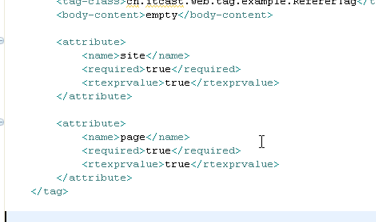 <tag-class>cn.itcast.web.tag.example.RefererTag</t
<body-content>empty</body-content>
<attribute>
<name>site</name>
<required>true</required>
<rtexprvalue>true</rtexprvalue>
</attribute>
<attribute>
<name>page</name>
<required>true</required>
<rtexprvalue>true</rtexprvalue>
</attribute>
</tag>